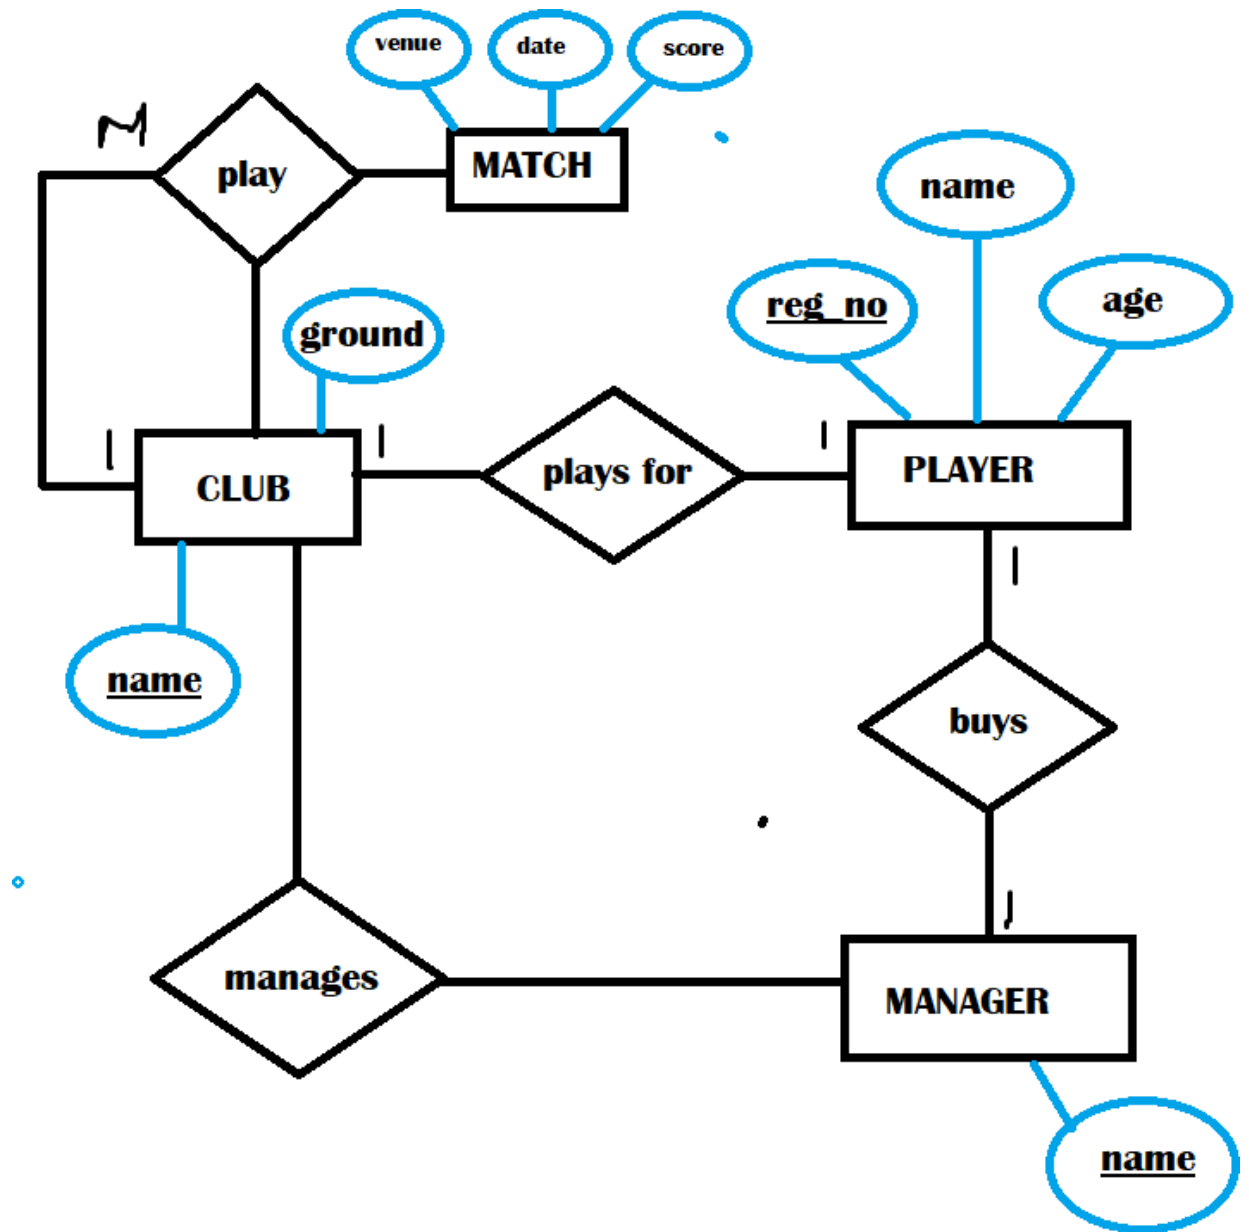 venue
date
score
N
play
MATCH
name
reg_no
age
ground
1
1
1
CLUB
plays for
PLAYER
1
name
buys
1
manages
MANAGER
name